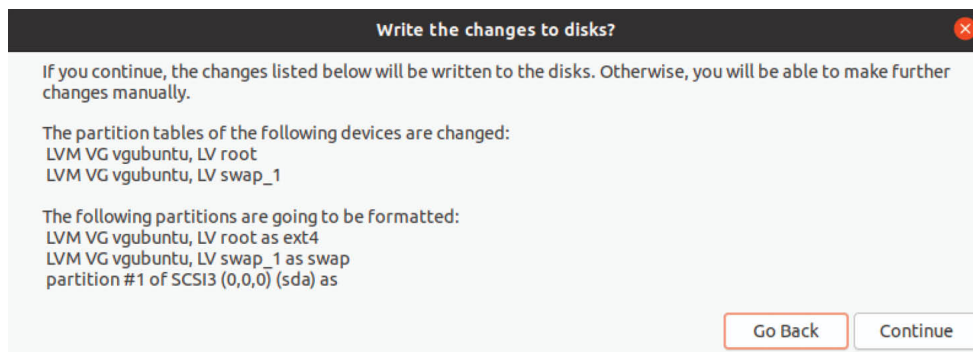 Write the changes to disks?
If you continue, the changes listed below will be written to the disks. Otherwise, you will be able to make further
changes manually.
The partition tables of the following devices are changed:
LVM VG vgubuntu, LV root
LVM VG vgubuntu, LV swap_1
The following partitions are going to be formatted:
LVM VG vgubuntu, LV root as ext4
LVM VG vgubuntu, LV swap_1 as swap
partition #1 of SCSI3 (0,0,0) (sda) as
Go Back
Continue